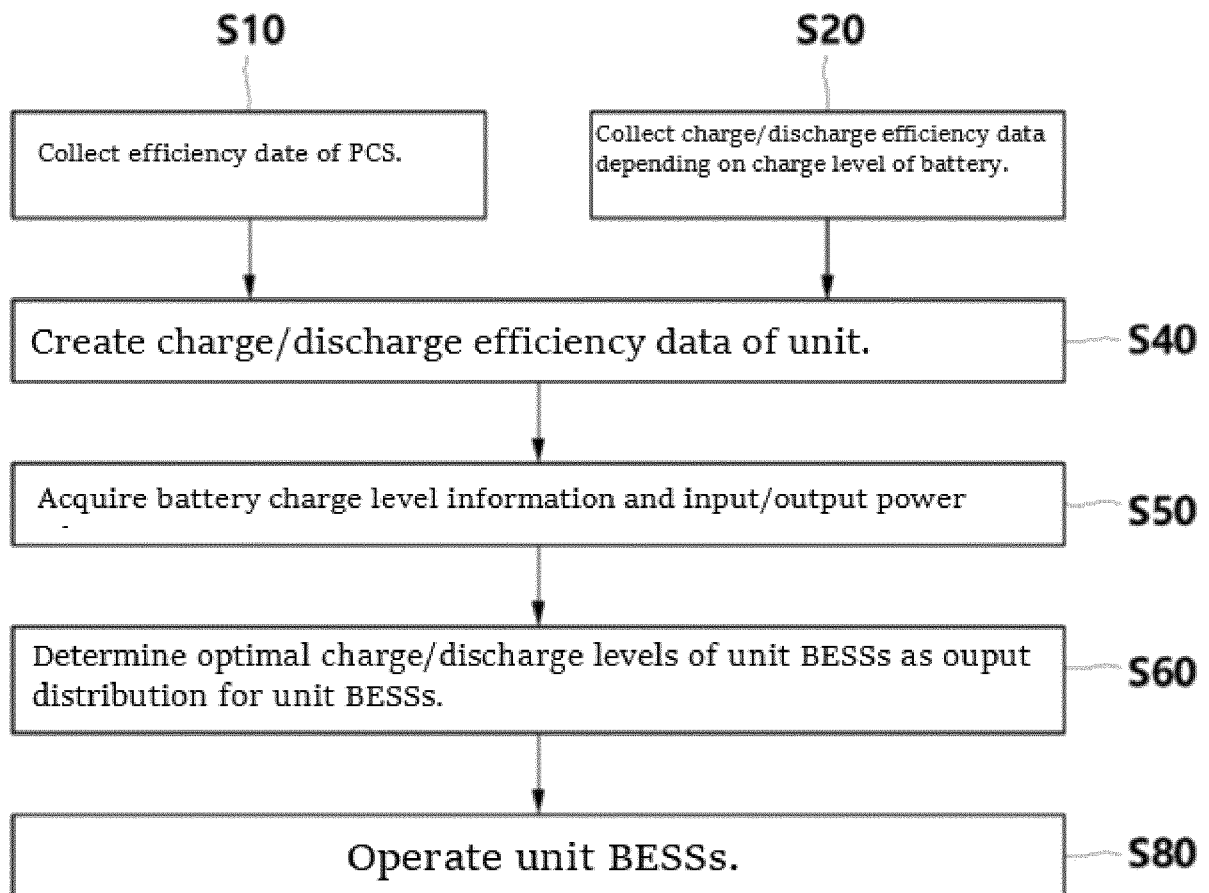 S10
S20
Collect efficiency date of PCS.
Collect charge/discharge efficiency data
depending on charge level of battery.
Create charge/discharge efficiency data of unit.
S40
Acquire battery charge level information and input/output power
S50
Determine optimal charge/discharge levels of unit BESSs as ouput
distribution for unit BESSs.
S60
Operate unit BESSs.
S80